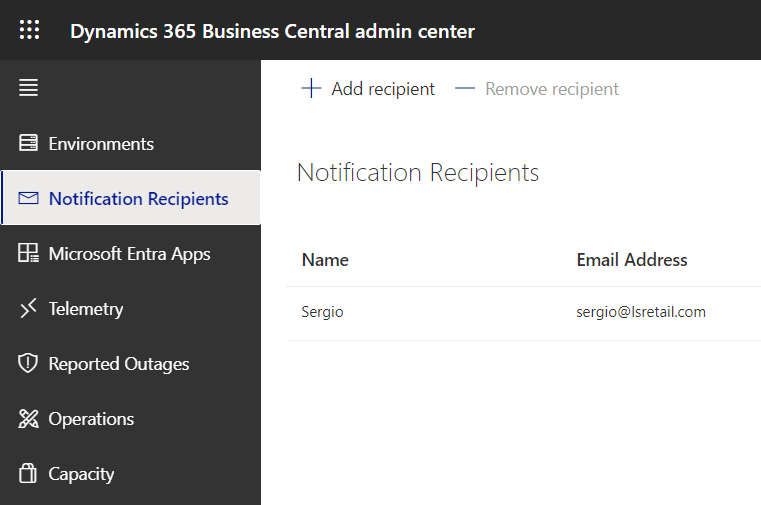 Dynamics 365 Business Central admin center
Environments
Notification Recipients
Microsoft Entra Apps
Telemetry
Reported Outages
Operations
Capacity
Add recipient
Remove recipient
Notification Recipients
Name Email Address
Sergio sergio@lsretail.com